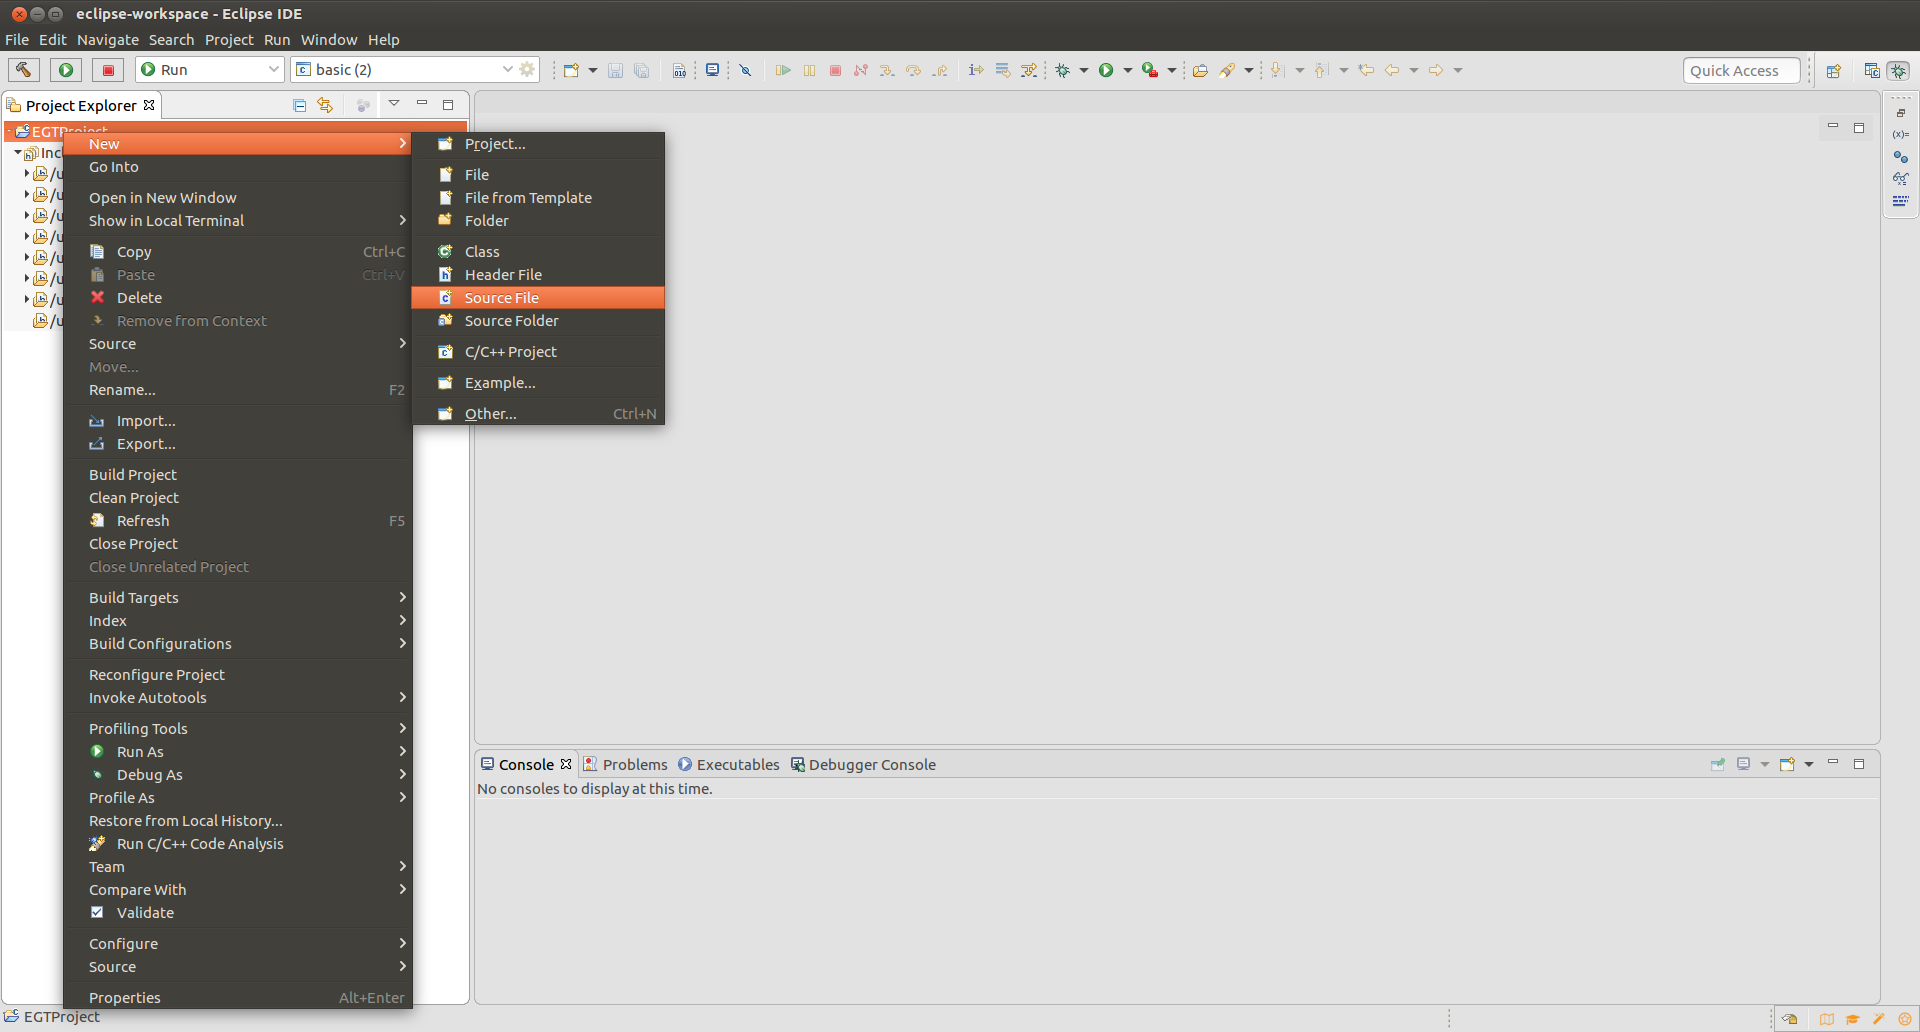 eclipse-workspace - Eclipse IDE
File Edit Navigate Search Project Run Window Help
Run
basic (2)
Quick Access
Project Explorer
EGTProject
Incl
/u
/u
/u
/u
/u
/u
/u
/u
New
Go Into
Open in New Window
Show in Local Terminal
Copy Ctrl+C
Paste Ctrl+V
Delete
Remove from Context
Source
Move...
Rename... F2
Import...
Export...
Build Project
Clean Project
Refresh F5
Close Project
Close Unrelated Project
Build Targets
Index
Build Configurations
Reconfigure Project
Invoke Autotools
Profiling Tools
Run As
Debug As
Profile As
Restore from Local History...
Run C/C++ Code Analysis
Team
Compare With
Validate
Configure
Source
Properties Alt+Enter
Project...
File
File from Template
Folder
Class
Header File
Source File
Source Folder
C/C++ Project
Example...
Other... Ctrl+N
Console Problems Executables Debugger Console
No consoles to display at this time.
EGTProject